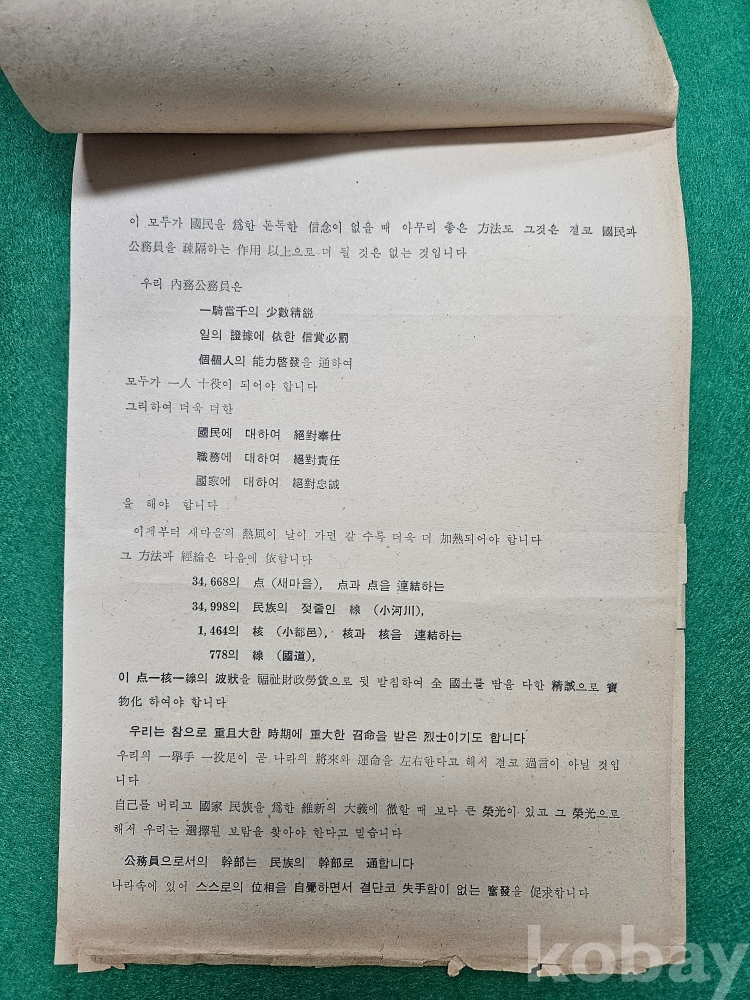 이 모두가 國民을 爲한 돈독한 信念이 없을 때 아무리 좋은 方法도 그것은 결코 國民과
公務員을 疎隔하는 作用 以上으로 더 될 것은 없는 것입니다
우리 內務公務員은
一騎當千의 少數精銳
일의 證據에 依한 信賞必罰
個個人의 能力啓發을 通하여
모두가 一人 十役이 되어야 합니다
그리하여 더욱 더한
國民에 대하여 絕對奉仕
職務에 대하여 絕對責任
國家에 대하여 絕對忠誠
을 해야 합니다
이제부터 새마을의 熱風이 날이 가면 갈 수록 더욱 더 加熱되어야 합니다
그 方法과 經論은 다음에 依합니다
34,668의 点 (새마을), 点과 点을 連結하는
34,998의 民族의 젖줄인 線 (小河川),
1,464의 核 (小都邑), 核과 核을 連結하는
778의 線 (國道),
이 点—核—線의 波狀을 福祉財政勞賃으로 뒷 받침하여 全 國土를 땀을 다한 精誠으로 寶
物化 하여야 합니다
우리는 참으로 重且大한 時期에 重大한 召命을 받은 烈士이기도 합니다
우리의 一擧手 一投足이 곧 나라의 將來와 運命을 左右한다고 해서 결코 過言이 아닐 것입
니다
自己를 버리고 國家 民族을 爲한 維新의 大義에 徹할 때 보다 큰 榮光이 있고 그 榮光으로
해서 우리는 選擇된 보람을 찾아야 한다고 믿습니다
公務員으로서의 幹部는 民族의 幹部로 通합니다
나라속에 있어 스스로의 位相을 自覺하면서 결단코 失手함이 없는 奮發을 促求합니다
kobay